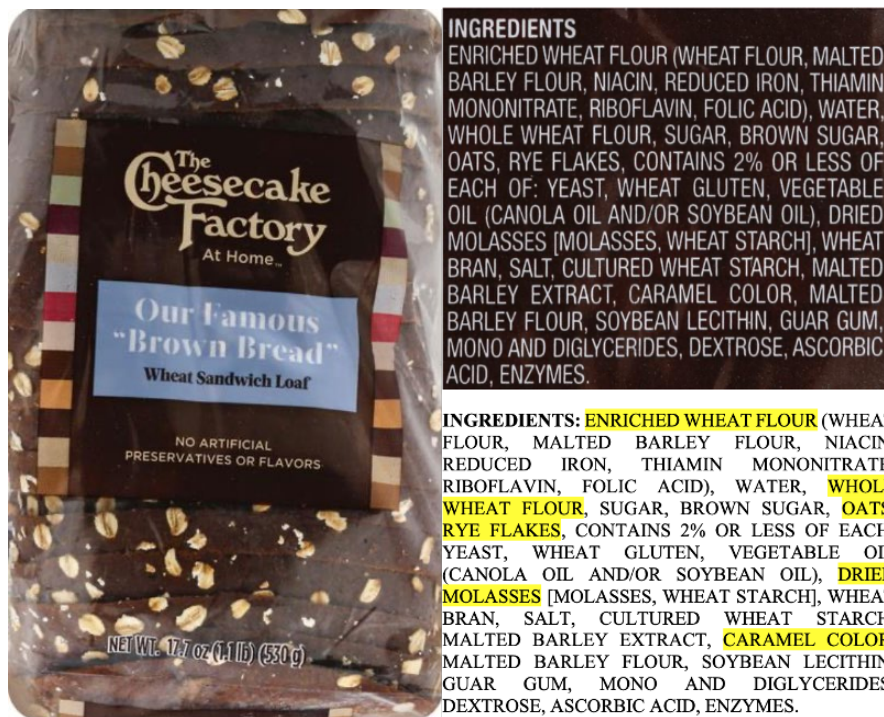 The
Cheesecake
Factory
At Home™
Our Famous
"Brown Bread"
Wheat Sandwich Loaf
NO ARTIFICIAL
PRESERVATIVES OR FLAVORS
NET WT. 17.7 oz (1.1 lb) (530 g)
INGREDIENTS
ENRICHED WHEAT FLOUR (WHEAT FLOUR, MALTED
BARLEY FLOUR, NIACIN, REDUCED IRON, THIAMIN
MONONITRATE, RIBOFLAVIN, FOLIC ACID), WATER,
WHOLE WHEAT FLOUR, SUGAR, BROWN SUGAR,
OATS, RYE FLAKES, CONTAINS 2% OR LESS OF
EACH OF: YEAST, WHEAT GLUTEN, VEGETABLE
OIL (CANOLA OIL AND/OR SOYBEAN OIL), DRIED
MOLASSES [MOLASSES, WHEAT STARCH], WHEAT
BRAN, SALT, CULTURED WHEAT STARCH, MALTED
BARLEY EXTRACT, CARAMEL COLOR, MALTED
BARLEY FLOUR, SOYBEAN LECITHIN, GUAR GUM,
MONO AND DIGLYCERIDES, DEXTROSE, ASCORBIC
ACID, ENZYMES.
INGREDIENTS: ENRICHED WHEAT FLOUR (WHEAT
FLOUR, MALTED BARLEY FLOUR, NIACIN
REDUCED IRON, THIAMIN MONONITRATE
RIBOFLAVIN, FOLIC ACID), WATER, WHOL
WHEAT FLOUR, SUGAR, BROWN SUGAR, OATS
RYE FLAKES, CONTAINS 2% OR LESS OF EACH
YEAST, WHEAT GLUTEN, VEGETABLE OI
(CANOLA OIL AND/OR SOYBEAN OIL), DRIED
MOLASSES [MOLASSES, WHEAT STARCH], WHEA
BRAN, SALT, CULTURED WHEAT STARCH
MALTED BARLEY EXTRACT, CARAMEL COLOR
MALTED BARLEY FLOUR, SOYBEAN LECITHIN
GUAR GUM, MONO AND DIGLYCERIDES
DEXTROSE, ASCORBIC ACID, ENZYMES.